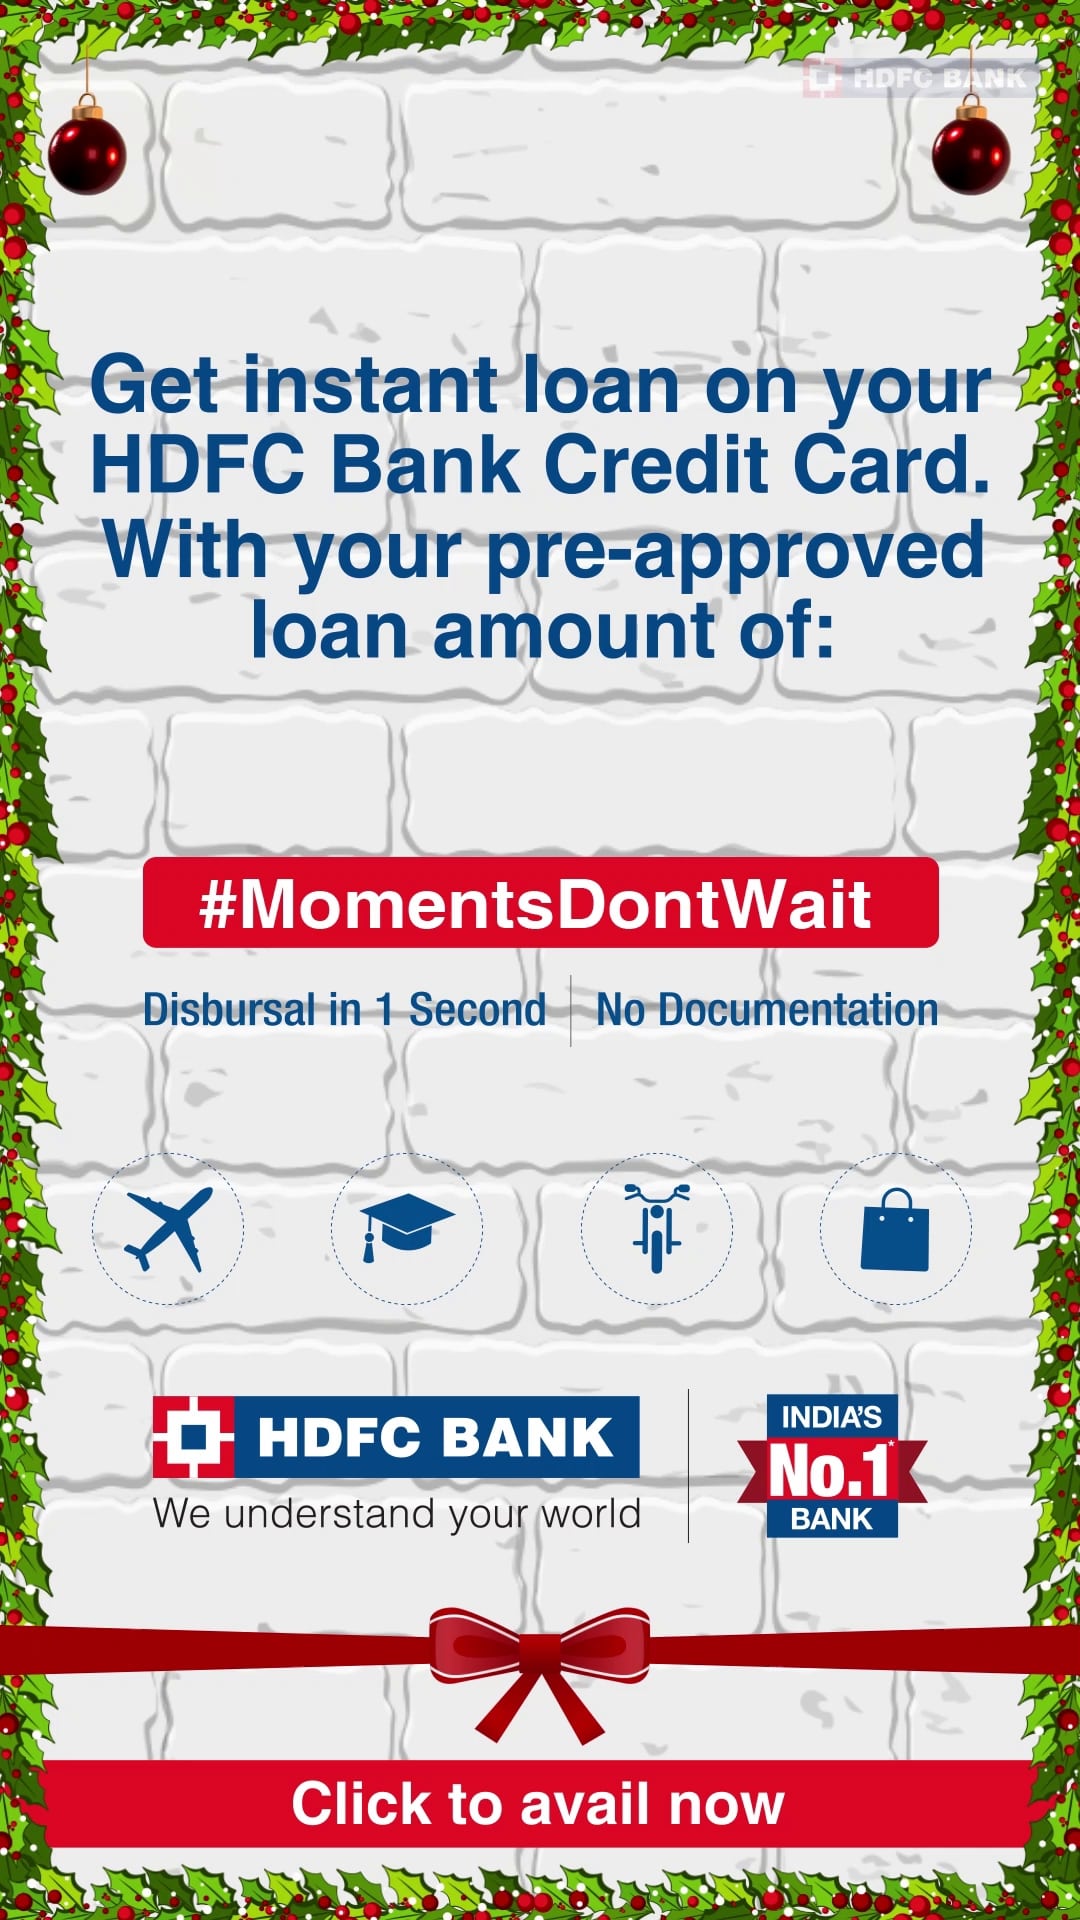 HDFC BANK
Get instant loan on your
HDFC Bank Credit Card.
With your pre-approved
loan amount of:
#MomentsDontWait
Disbursal in 1 Second No Documentation
HDFC BANK
We understand your world
INDIA'S
No.1*
BANK
Click to avail now